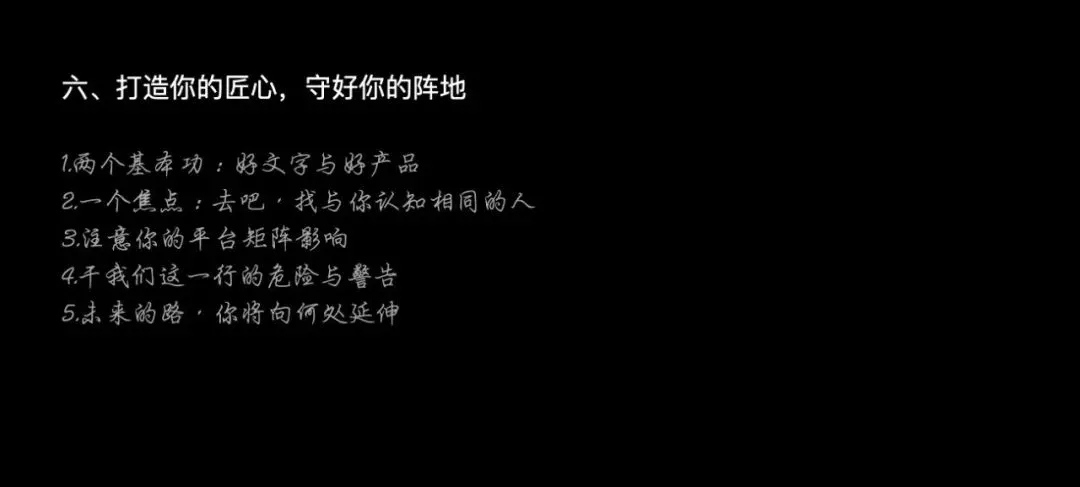 六、打造你的匠心，守好你的阵地
1.两个基本功：好文字与好产品
2.一个焦点：去吧·找与你认知相同的人
3.注意你的平台矩阵影响
4.干我们这一行的危险与警告
5.未来的路·你将向何处延伸